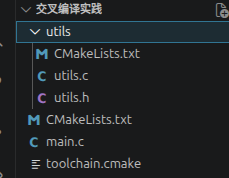 交叉编译实践
utils
CMakeLists.txt
utils.c
utils.h
CMakeLists.txt
main.c
toolchain.cmake